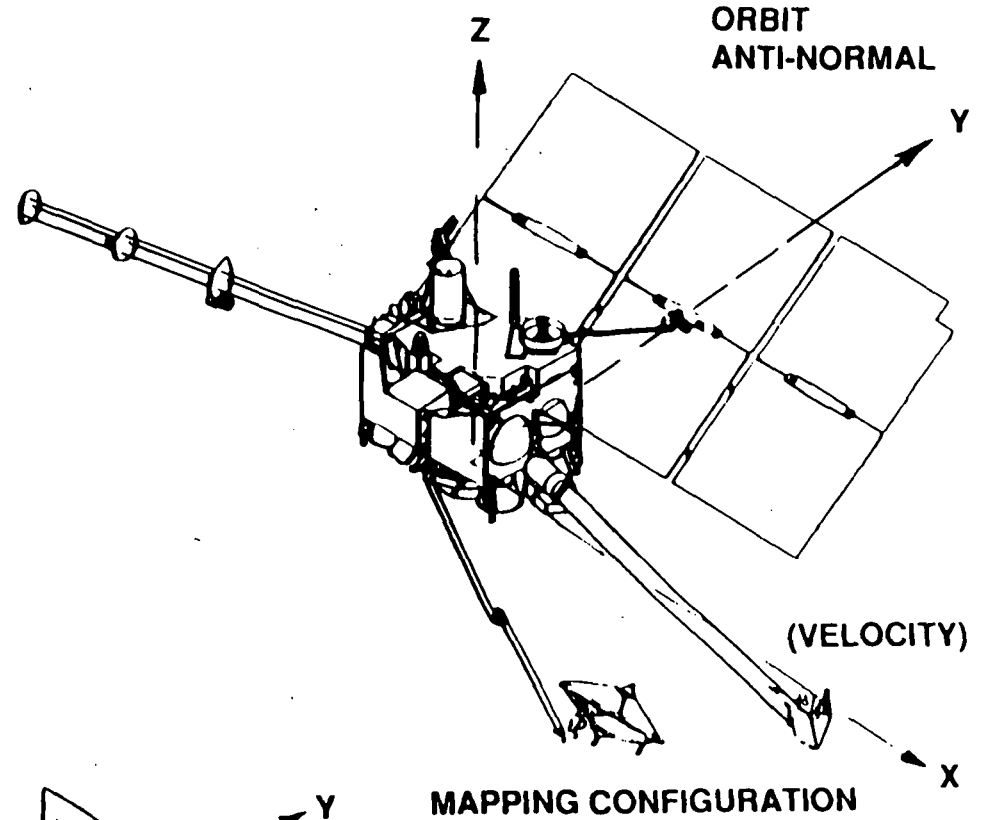 ORBIT
ANTI-NORMAL
Z
Y
(VELOCITY)
X
Y
MAPPING CONFIGURATION